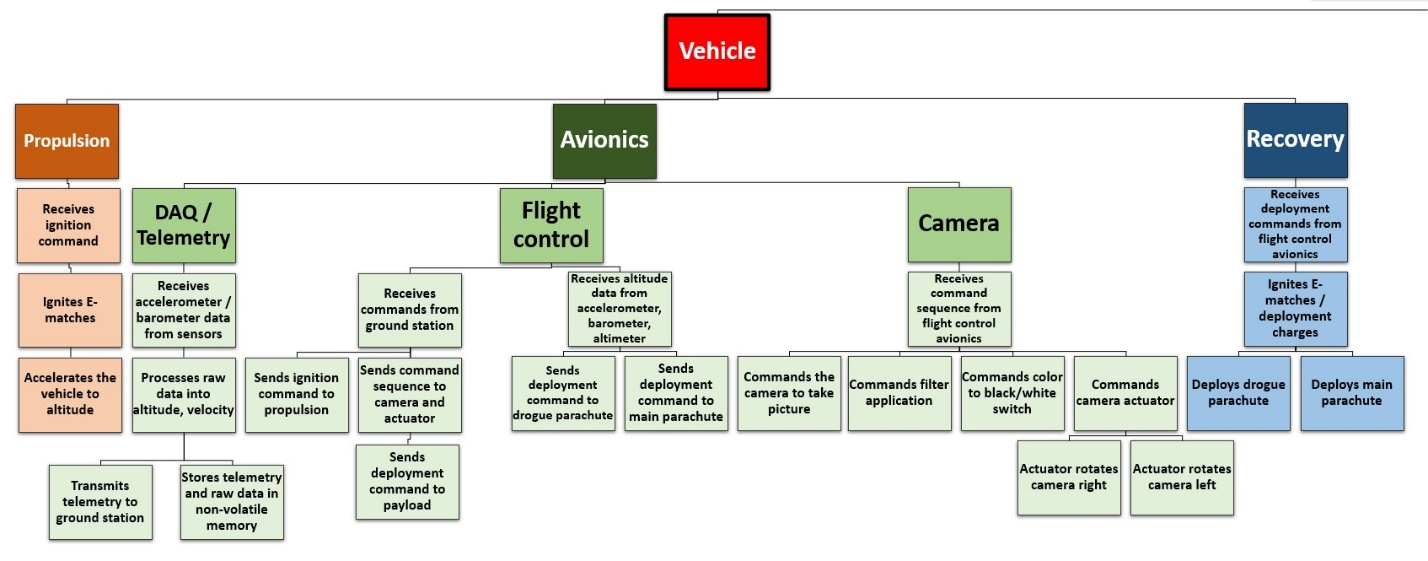 Vehicle
Propulsion
Avionics
Recovery
Receives
ignition
command
DAQ /
Telemetry
Flight
control
Camera
Receives
deployment
commands from
flight control
avionics
Ignites E-
matches
Receives
accelerometer /
barometer data
from sensors
Receives
commands from
ground station
Receives altitude
data from
accelerometer,
barometer,
altimeter
Receives
command
sequence from
flight control
avionics
Ignites E-
matches /
deployment
charges
Accelerates the
vehicle to
altitude
Processes raw
data into
altitude, velocity
Sends ignition
command to
propulsion
Sends command
sequence to
camera and
actuator
Sends
deployment
command to
drogue parachute
Sends
deployment
command to
main parachute
Commands the
camera to take
picture
Commands filter
application
Commands color
to black/white
switch
Commands
camera actuator
Deploys drogue
parachute
Deploys main
parachute
Transmits
telemetry to
ground station
Stores telemetry
and raw data in
non-volatile
memory
Sends
deployment
command to
payload
Actuator rotates
camera right
Actuator rotates
camera left